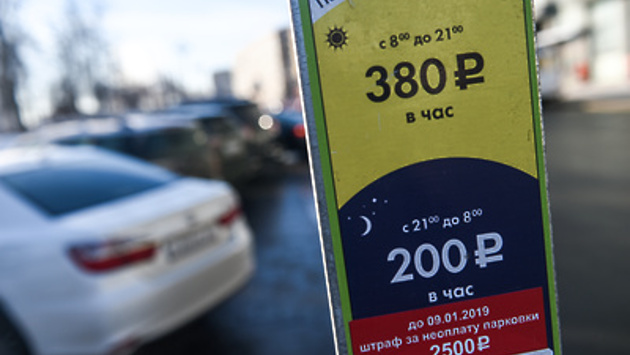 с 8⁰⁰ до 21⁰⁰
380 ₽
в час
с 21⁰⁰ до 8⁰⁰
200 ₽
в час
до 09.01.2019
штраф за неоплату парковки
2500 ₽